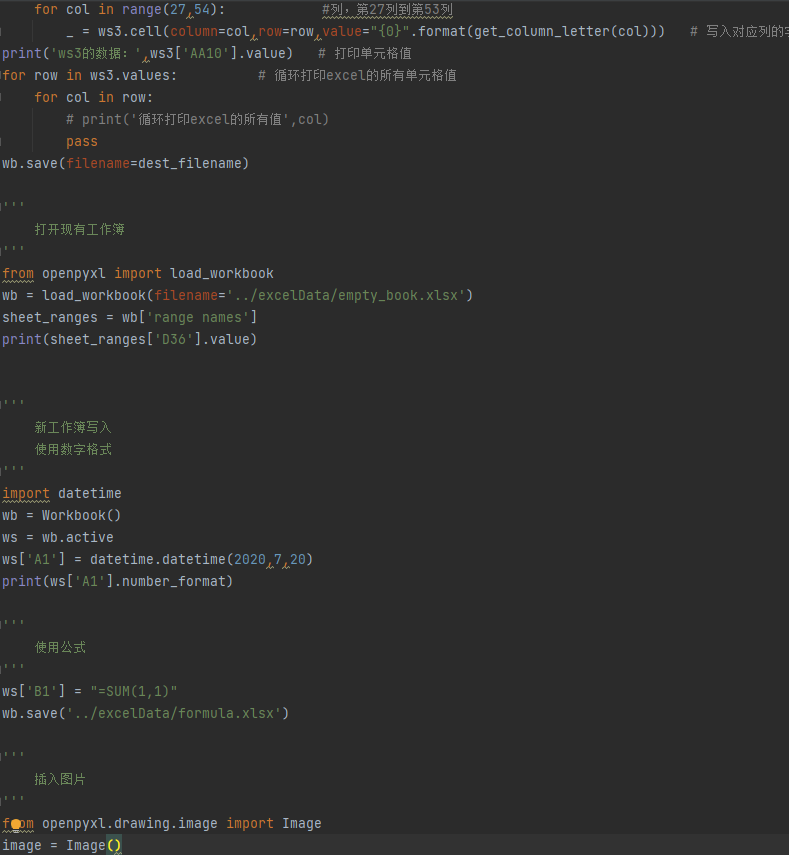 for col in range(27,54): #列，第27列到第53列
_ = ws3.cell(column=col,row=row,value="{0}".format(get_column_letter(col))) # 写入对应列的
print('ws3的数据：',ws3['AA10'].value) # 打印单元格值
for row in ws3.values: # 循环打印excel的所有单元格值
for col in row:
# print('循环打印excel的所有值',col)
pass
wb.save(filename=dest_filename)
'''
打开现有工作簿
'''
from openpyxl import load_workbook
wb = load_workbook(filename='../excelData/empty_book.xlsx')
sheet_ranges = wb['range names']
print(sheet_ranges['D36'].value)
'''
新工作簿写入
使用数字格式
'''
import datetime
wb = Workbook()
ws = wb.active
ws['A1'] = datetime.datetime(2020,7,20)
print(ws['A1'].number_format)
'''
使用公式
'''
ws['B1'] = "=SUM(1,1)"
wb.save('../excelData/formula.xlsx')
'''
插入图片
'''
from openpyxl.drawing.image import Image
image = Image()